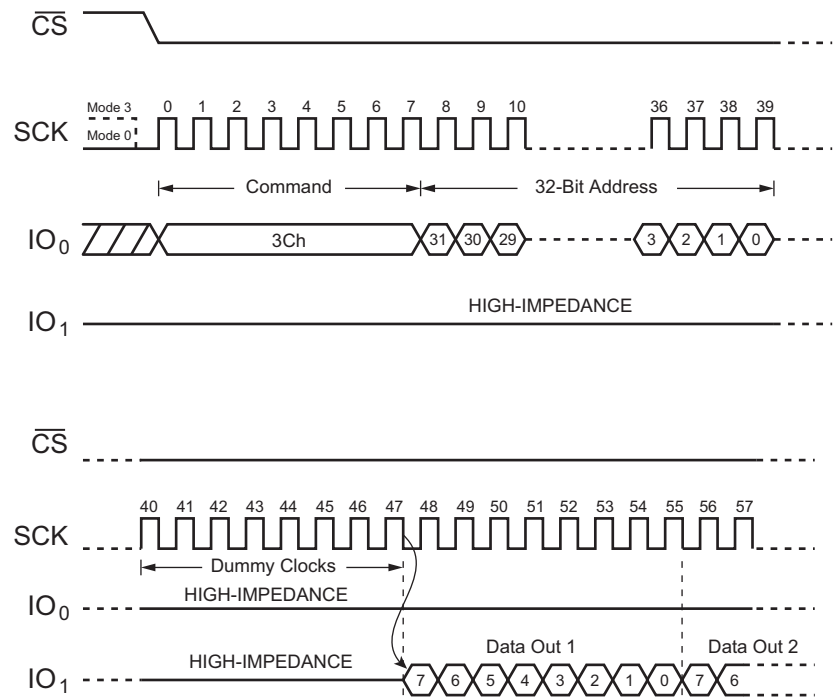 CS
Mode 3
Mode 0
SCK
0 1 2 3 4 5 6 7 8 9 10 36 37 38 39
Command
32-Bit Address
IO0
3Ch
31 30 29 3 2 1 0
HIGH-IMPEDANCE
IO1
CS
40 41 42 43 44 45 46 47 48 49 50 51 52 53 54 55 56 57
SCK
Dummy Clocks
HIGH-IMPEDANCE
IO0
Data Out 1
Data Out 2
HIGH-IMPEDANCE
IO1
7 6 5 4 3 2 1 0 7 6